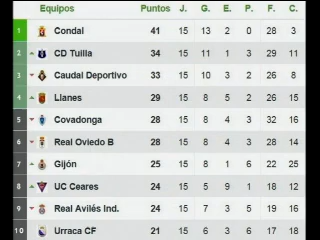 Equipos Puntos J. G. E. P. F. C.
1 Condal 41 15 13 2 0 28 3
2 CD Tuilla 34 15 11 1 3 29 11
3 Caudal Deportivo 33 15 10 3 2 26 8
4 Llanes 29 15 8 5 2 26 15
5 Covadonga 28 15 8 4 3 32 16
6 Real Oviedo B 28 15 8 4 3 28 14
7 Gijón 25 15 8 1 6 22 25
8 UC Ceares 24 15 5 9 1 18 12
9 Real Avilés Ind. 24 15 7 3 5 19 16
10 Urraca CF 21 15 6 3 6 17 18